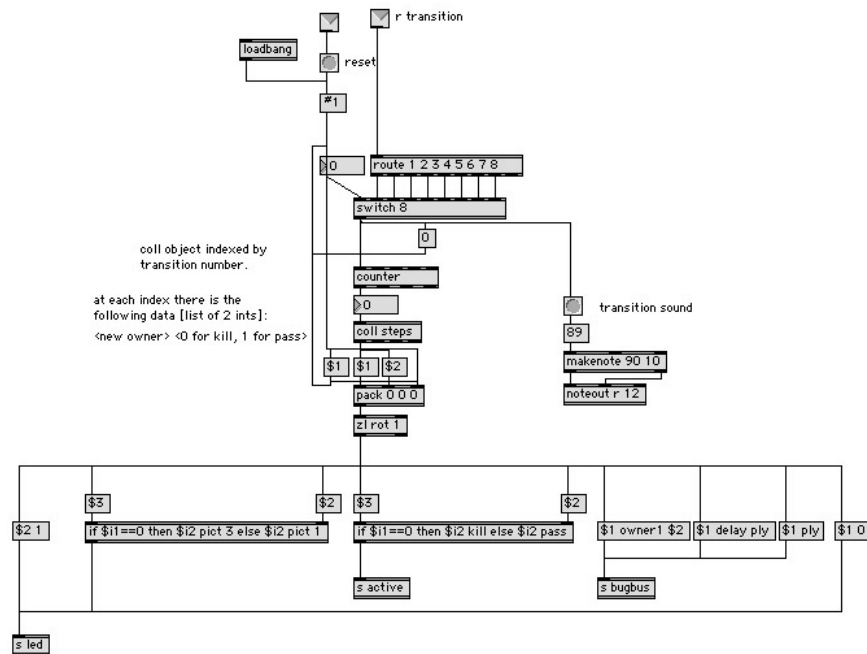 r transition
loadbang
reset
#1
0
route 1 2 3 4 5 6 7 8
switch 8
0
coll object indexed by
transition number.
counter
at each index there is the
following data [list of 2 ints]:
<new owner> <0 for kill, 1 for pass>
0
transition sound
coll steps
89
$1
$1
$2
makenote 90 10
pack 0 0 0
noteout r 12
zl rot 1
$3
$2
$3
$2
$2 1
if $i1==0 then $i2 pict 3 else $i2 pict 1
if $i1==0 then $i2 kill else $i2 pass
$1 owner1 $2
$1 delay ply
$1 ply
$1 0
s active
s bugbus
s led